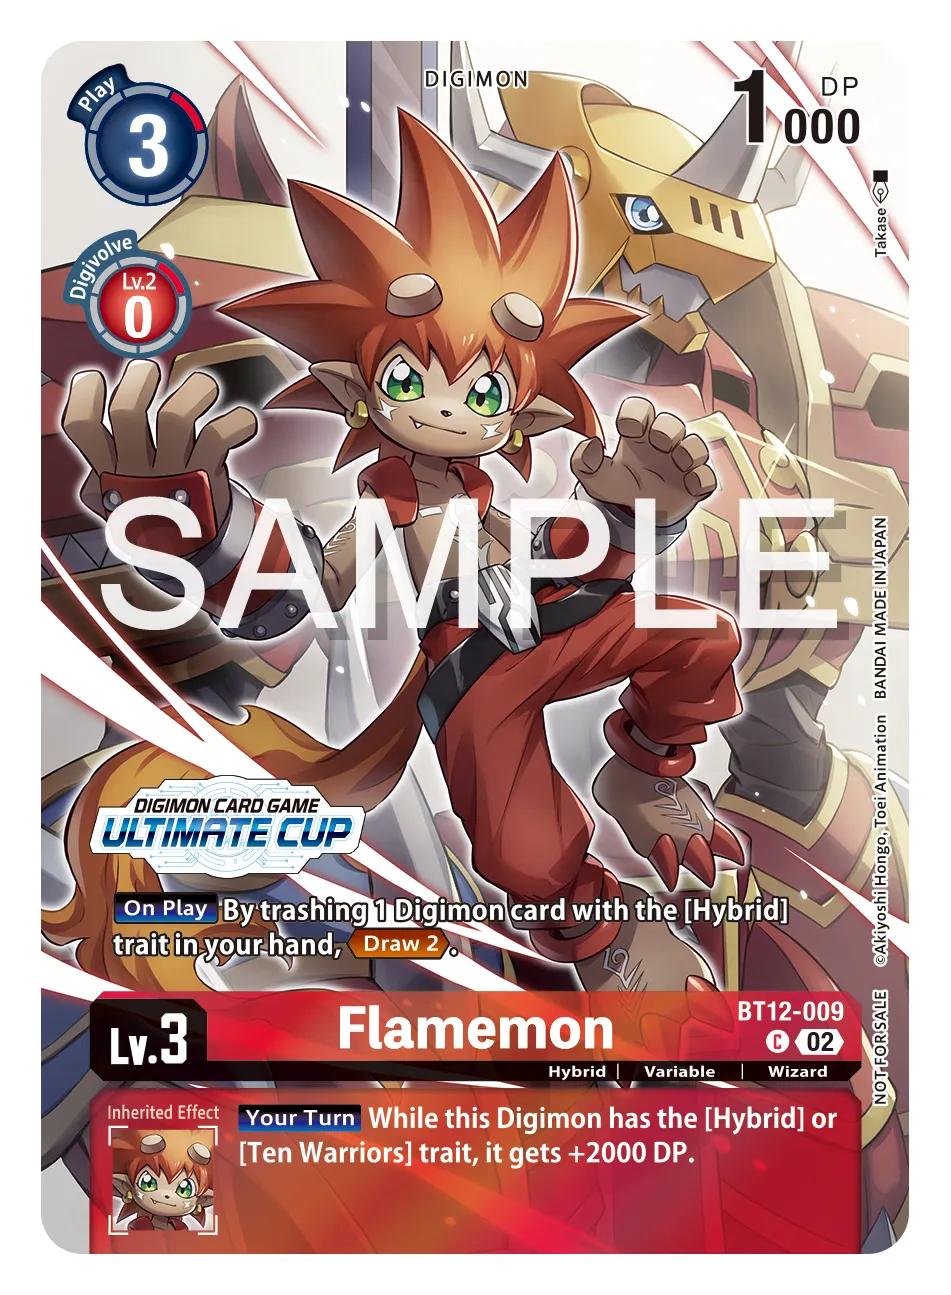 DIGIMON
Play
3
DP
1000
Takase
Digivolve
Lv.2
0
SAMPLE
BANDAI MADE IN JAPAN
©Akiyoshi Hongo, Toei Animation
NOT FOR SALE
DIGIMON CARD GAME
ULTIMATE CUP
On Play By trashing 1 Digimon card with the [Hybrid]
trait in your hand, Draw 2.
Lv.3
Flamemon
BT12-009
C 02
Hybrid | Variable | Wizard
Inherited Effect
Your Turn While this Digimon has the [Hybrid] or
[Ten Warriors] trait, it gets +2000 DP.